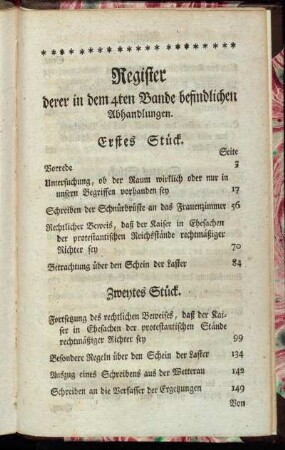 Register
derer in dem 4ten Bande befindlichen
Abhandlungen.
Erstes Stück.
Seite
Vorrede 3
Untersuchung, ob der Raum wirklich oder nur in
unsern Begriffen vorhanden sey 17
Schreiben der Schnürbrüste an das Frauenzimmer 56
Rechtlicher Beweis, daß der Kaiser in Ehesachen
der protestantischen Reichsstände rechtmäßiger
Richter sey 70
Betrachtung über den Schein der Laster 84
Zweytes Stück.
Fortsetzung des rechtlichen Beweises, daß der Kai-
ser in Ehesachen der protestantischen Stände
rechtmäßiger Richter sey 99
Besondere Regeln über den Schein der Laster 134
Auszug eines Schreibens aus der Wetterau 142
Schreiben an die Verfasser der Ergetzungen 149
Von